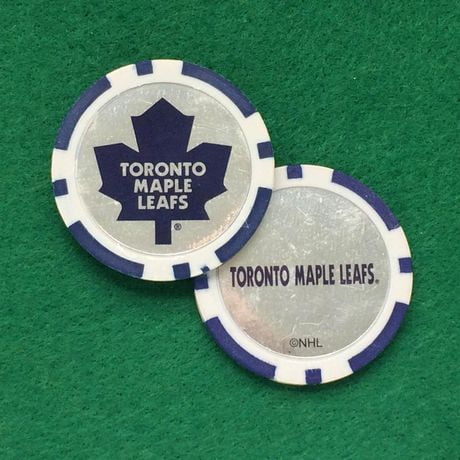 TORONTO
MAPLE
LEAFS
®
TORONTO MAPLE LEAFS®
©NHL